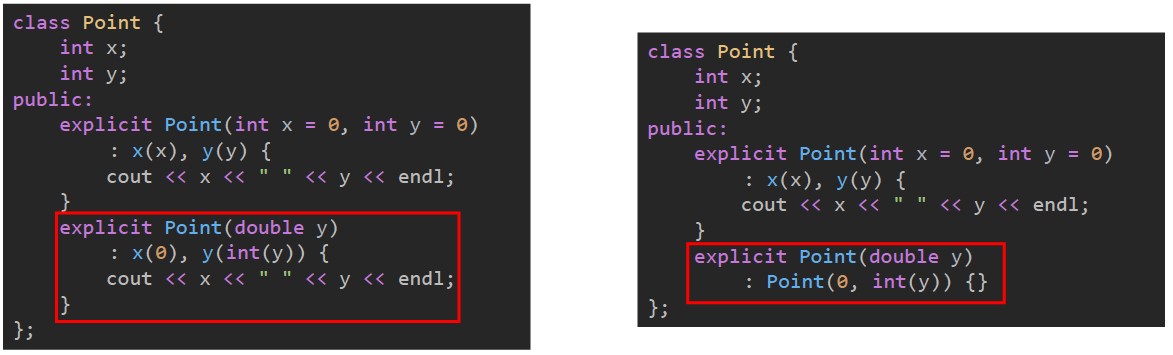 class Point {
    int x;
    int y;
public:
    explicit Point(int x = 0, int y = 0)
        : x(x), y(y) {
        cout << x << " " << y << endl;
    }
    explicit Point(double y)
        : x(0), y(int(y)) {
        cout << x << " " << y << endl;
    }
};
class Point {
    int x;
    int y;
public:
    explicit Point(int x = 0, int y = 0)
        : x(x), y(y) {
        cout << x << " " << y << endl;
    }
    explicit Point(double y)
        : Point(0, int(y)) {}
};